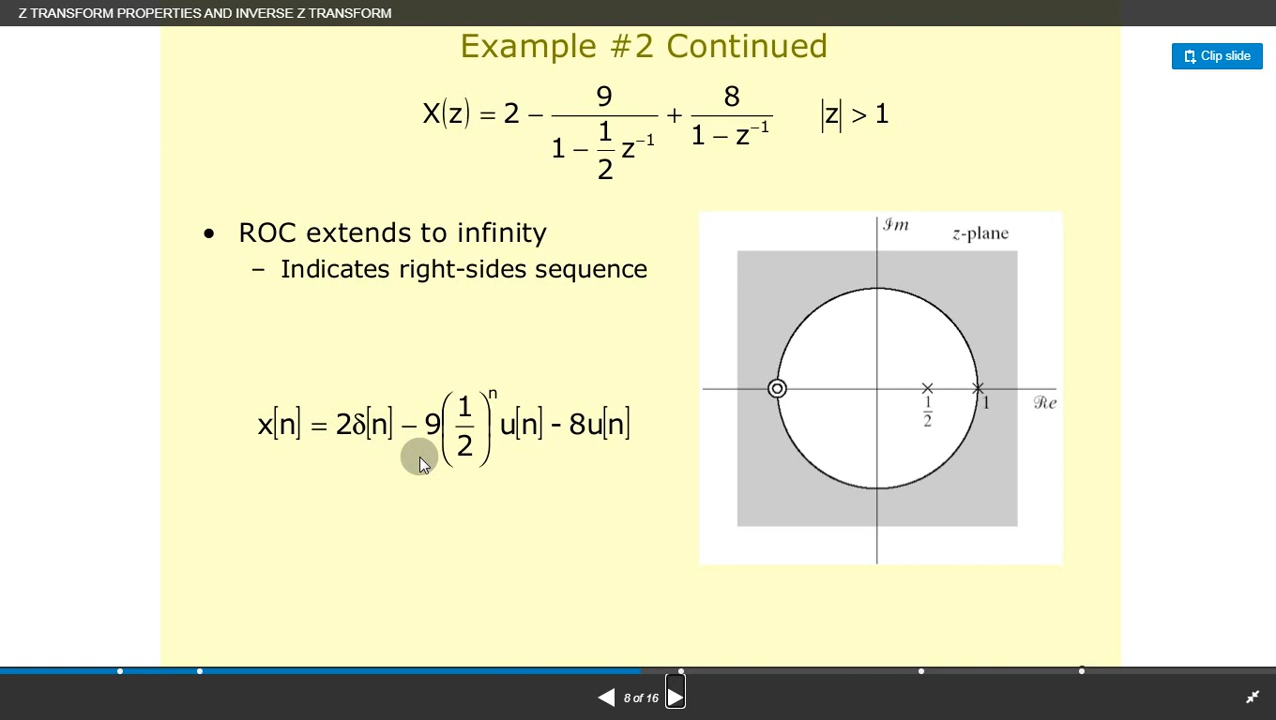 Z TRANSFORM PROPERTIES AND INVERSE Z TRANSFORM
Example #2 Continued
Clip slide
X(z) = 2 − 9/(1 − 1/2 z⁻¹) + 8/(1 − z⁻¹) |z| > 1
• ROC extends to infinity
– Indicates right-sides sequence
x[n] = 2δ[n] − 9(1/2)ⁿ u[n] - 8u[n]
Im
z-plane
1/2
1
Re
8 of 16